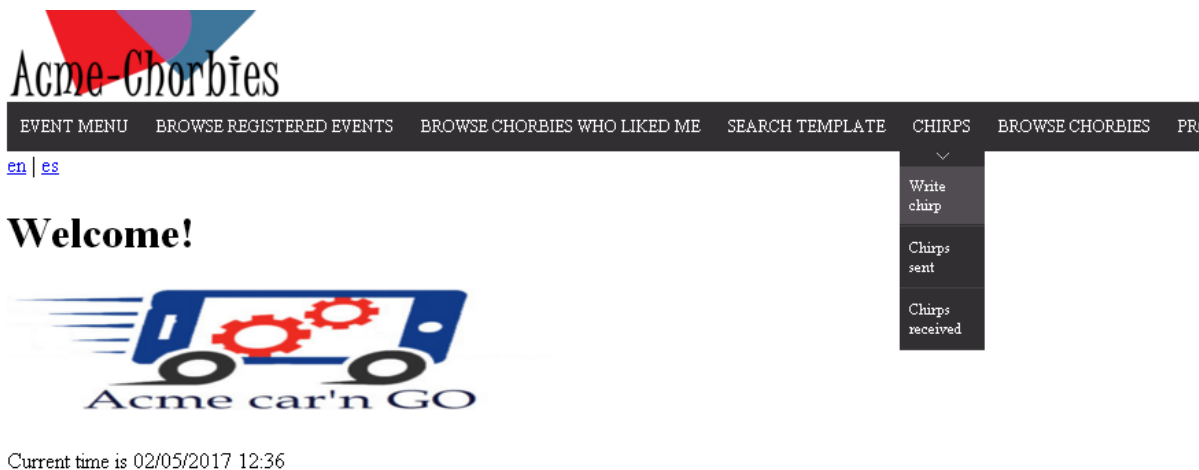 Acme-Chorbies
EVENT MENU BROWSE REGISTERED EVENTS BROWSE CHORBIES WHO LIKED ME SEARCH TEMPLATE CHIRPS BROWSE CHORBIES
en | es
Write
chirp
Welcome!
Chirps
sent
Chirps
received
Acme car'n GO
Current time is 02/05/2017 12:36